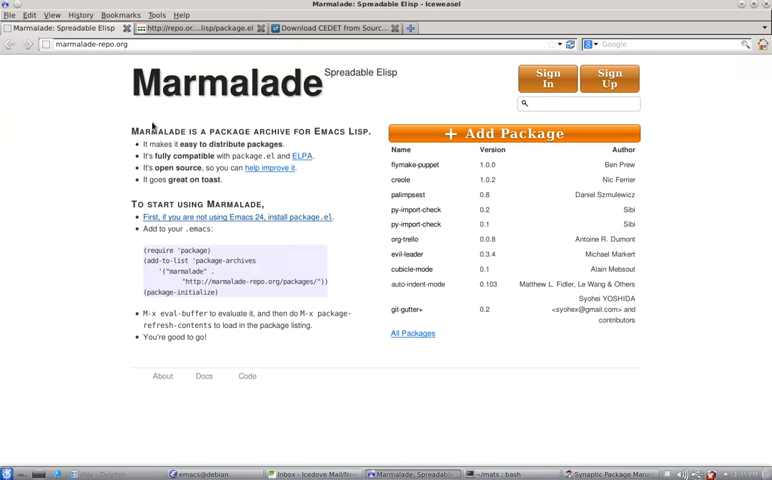 Marmalade: Spreadable Elisp - Iceweasel
File Edit View History Bookmarks Tools Help
Marmalade: Spreadable Elisp
http://repo.or....lisp/package.el
Download CEDET from Sourc...
marmalade-repo.org
Google
Marmalade Spreadable Elisp
Sign In
Sign Up
MARMALADE IS A PACKAGE ARCHIVE FOR EMACS LISP.
It makes it easy to distribute packages.
It's fully compatible with package.el and ELPA.
It's open source, so you can help improve it.
It goes great on toast.
TO START USING MARMALADE,
First, if you are not using Emacs 24, install package.el.
Add to your .emacs:
(require 'package)
(add-to-list 'package-archives
'("marmalade" .
"http://marmalade-repo.org/packages/"))
(package-initialize)
M-x eval-buffer to evaluate it, and then do M-x package-
refresh-contents to load in the package listing.
You're good to go!
+ Add Package
Name Version Author
flymake-puppet 1.0.0 Ben Prew
creole 1.0.2 Nic Ferrier
palimpsest 0.8 Daniel Szmulewicz
py-import-check 0.2 Sibi
py-import-check 0.1 Sibi
org-trello 0.0.8 Antoine R. Dumont
evil-leader 0.3.4 Michael Markert
cubicle-mode 0.1 Alain Mebsout
auto-indent-mode 0.103 Matthew L. Fidler, Le Wang & Others
git-gutter+ 0.2 Syohei YOSHIDA
<syohex@gmail.com> and
contributors
All Packages
About Docs Code
emacs@debian
Inbox - Icedove Mail/Ne
Marmalade: Spreadable
~/mats : bash
Synaptic Package Man